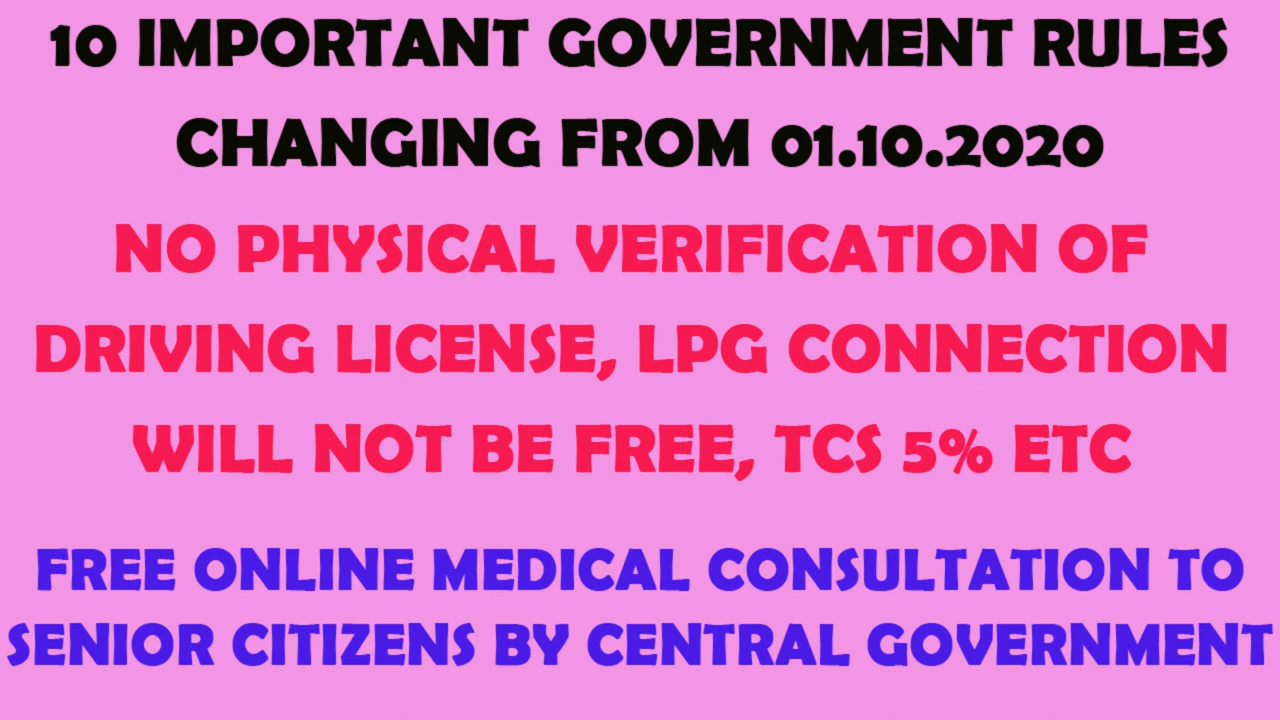 10 IMPORTANT GOVERNMENT RULES
CHANGING FROM 01.10.2020
NO PHYSICAL VERIFICATION OF
DRIVING LICENSE, LPG CONNECTION
WILL NOT BE FREE, TCS 5% ETC
FREE ONLINE MEDICAL CONSULTATION TO
SENIOR CITIZENS BY CENTRAL GOVERNMENT